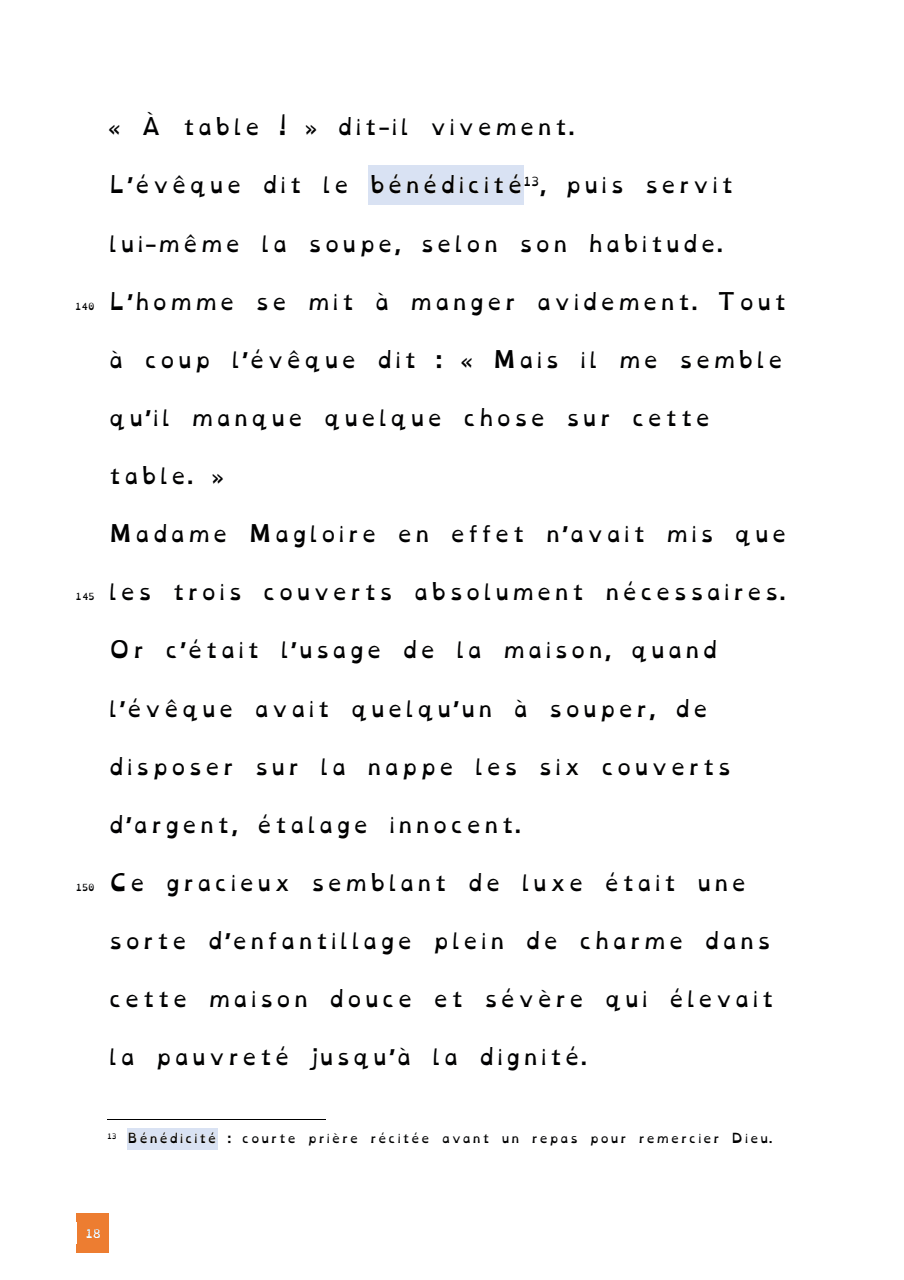 « À table ! » dit-il vivement.
L'évêque dit le bénédicité¹³, puis servit
lui-même la soupe, selon son habitude.
140 L'homme se mit à manger avidement. Tout
à coup l'évêque dit : « Mais il me semble
qu'il manque quelque chose sur cette
table. »
Madame Magloire en effet n'avait mis que
145 les trois couverts absolument nécessaires.
Or c'était l'usage de la maison, quand
l'évêque avait quelqu'un à souper, de
disposer sur la nappe les six couverts
d'argent, étalage innocent.
150 Ce gracieux semblant de luxe était une
sorte d'enfantillage plein de charme dans
cette maison douce et sévère qui élevait
la pauvreté jusqu'à la dignité.
¹³ Bénédicité : courte prière récitée avant un repas pour remercier Dieu.
18